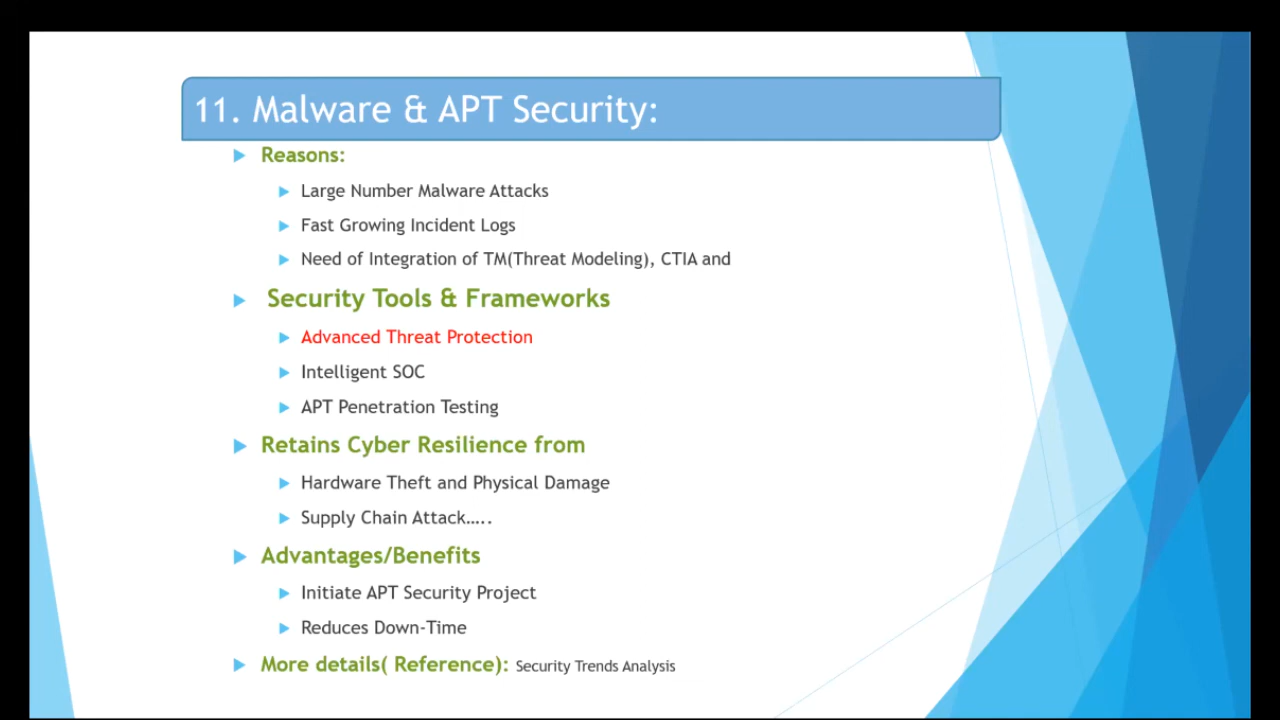 11. Malware & APT Security:
Reasons:
Large Number Malware Attacks
Fast Growing Incident Logs
Need of Integration of TM(Threat Modeling), CTIA and
Security Tools & Frameworks
Advanced Threat Protection
Intelligent SOC
APT Penetration Testing
Retains Cyber Resilience from
Hardware Theft and Physical Damage
Supply Chain Attack…..
Advantages/Benefits
Initiate APT Security Project
Reduces Down-Time
More details( Reference): Security Trends Analysis